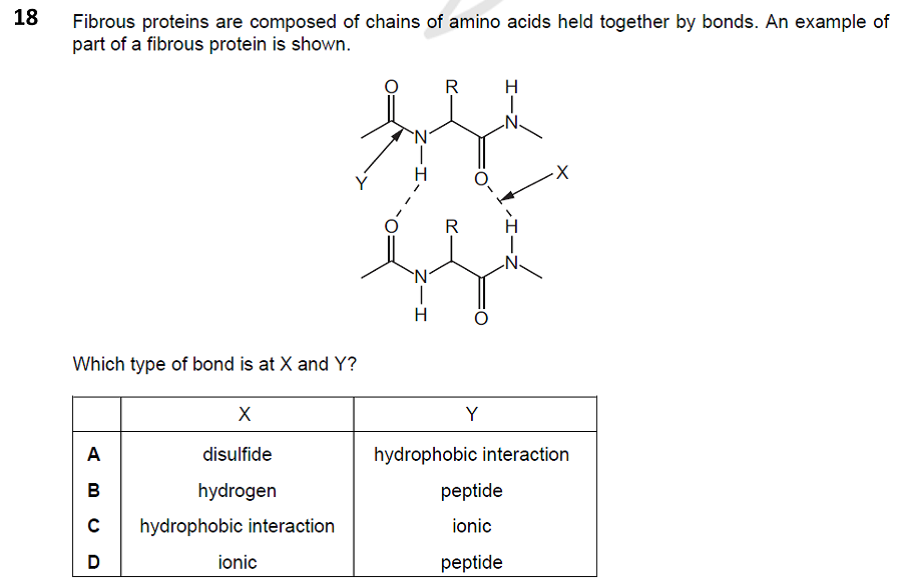 18 Fibrous proteins are composed of chains of amino acids held together by bonds. An example of
part of a fibrous protein is shown.
O R H
N
N
Y H O X
O R H
N
N
H O
Which type of bond is at X and Y?
X Y
A disulfide hydrophobic interaction
B hydrogen peptide
C hydrophobic interaction ionic
D ionic peptide